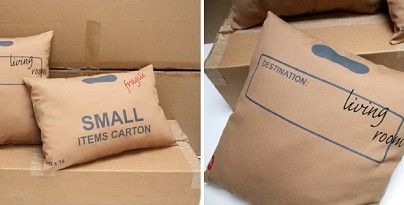 living
room
fragile
SMALL
ITEMS CARTON
DESTINATION:
living
room